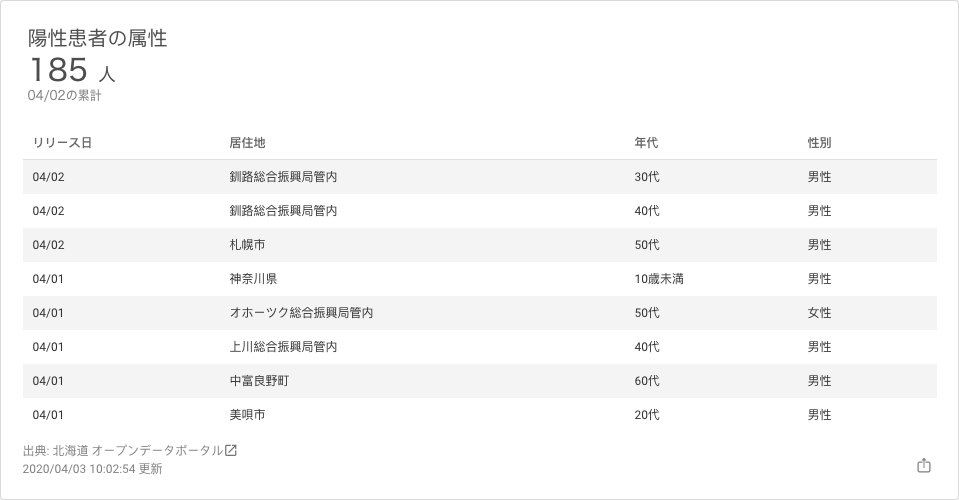 陽性患者の属性
185 人
04/02の累計
リリース日 居住地 年代 性別
04/02 釧路総合振興局管内 30代 男性
04/02 釧路総合振興局管内 40代 男性
04/02 札幌市 50代 男性
04/01 神奈川県 10歳未満 男性
04/01 オホーツク総合振興局管内 50代 女性
04/01 上川総合振興局管内 40代 男性
04/01 中富良野町 60代 男性
04/01 美唄市 20代 男性
出典: 北海道 オープンデータポータル
2020/04/03 10:02:54 更新